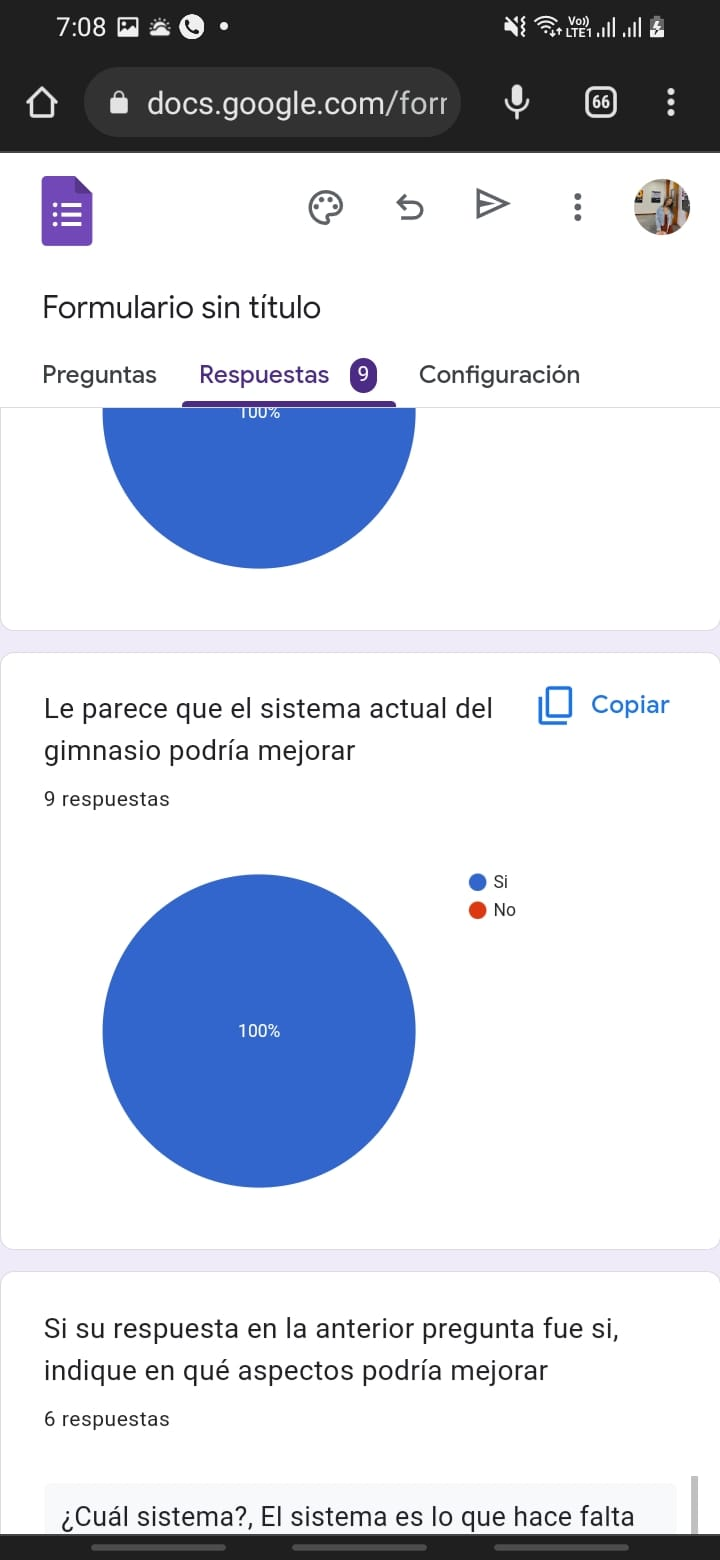 7:08
Vo)) LTE1
docs.google.com/forr
66
Formulario sin título
Preguntas
Respuestas
9
Configuración
100%
Le parece que el sistema actual del
gimnasio podría mejorar
Copiar
9 respuestas
Si
No
100%
Si su respuesta en la anterior pregunta fue si,
indique en qué aspectos podría mejorar
6 respuestas
¿Cuál sistema?, El sistema es lo que hace falta